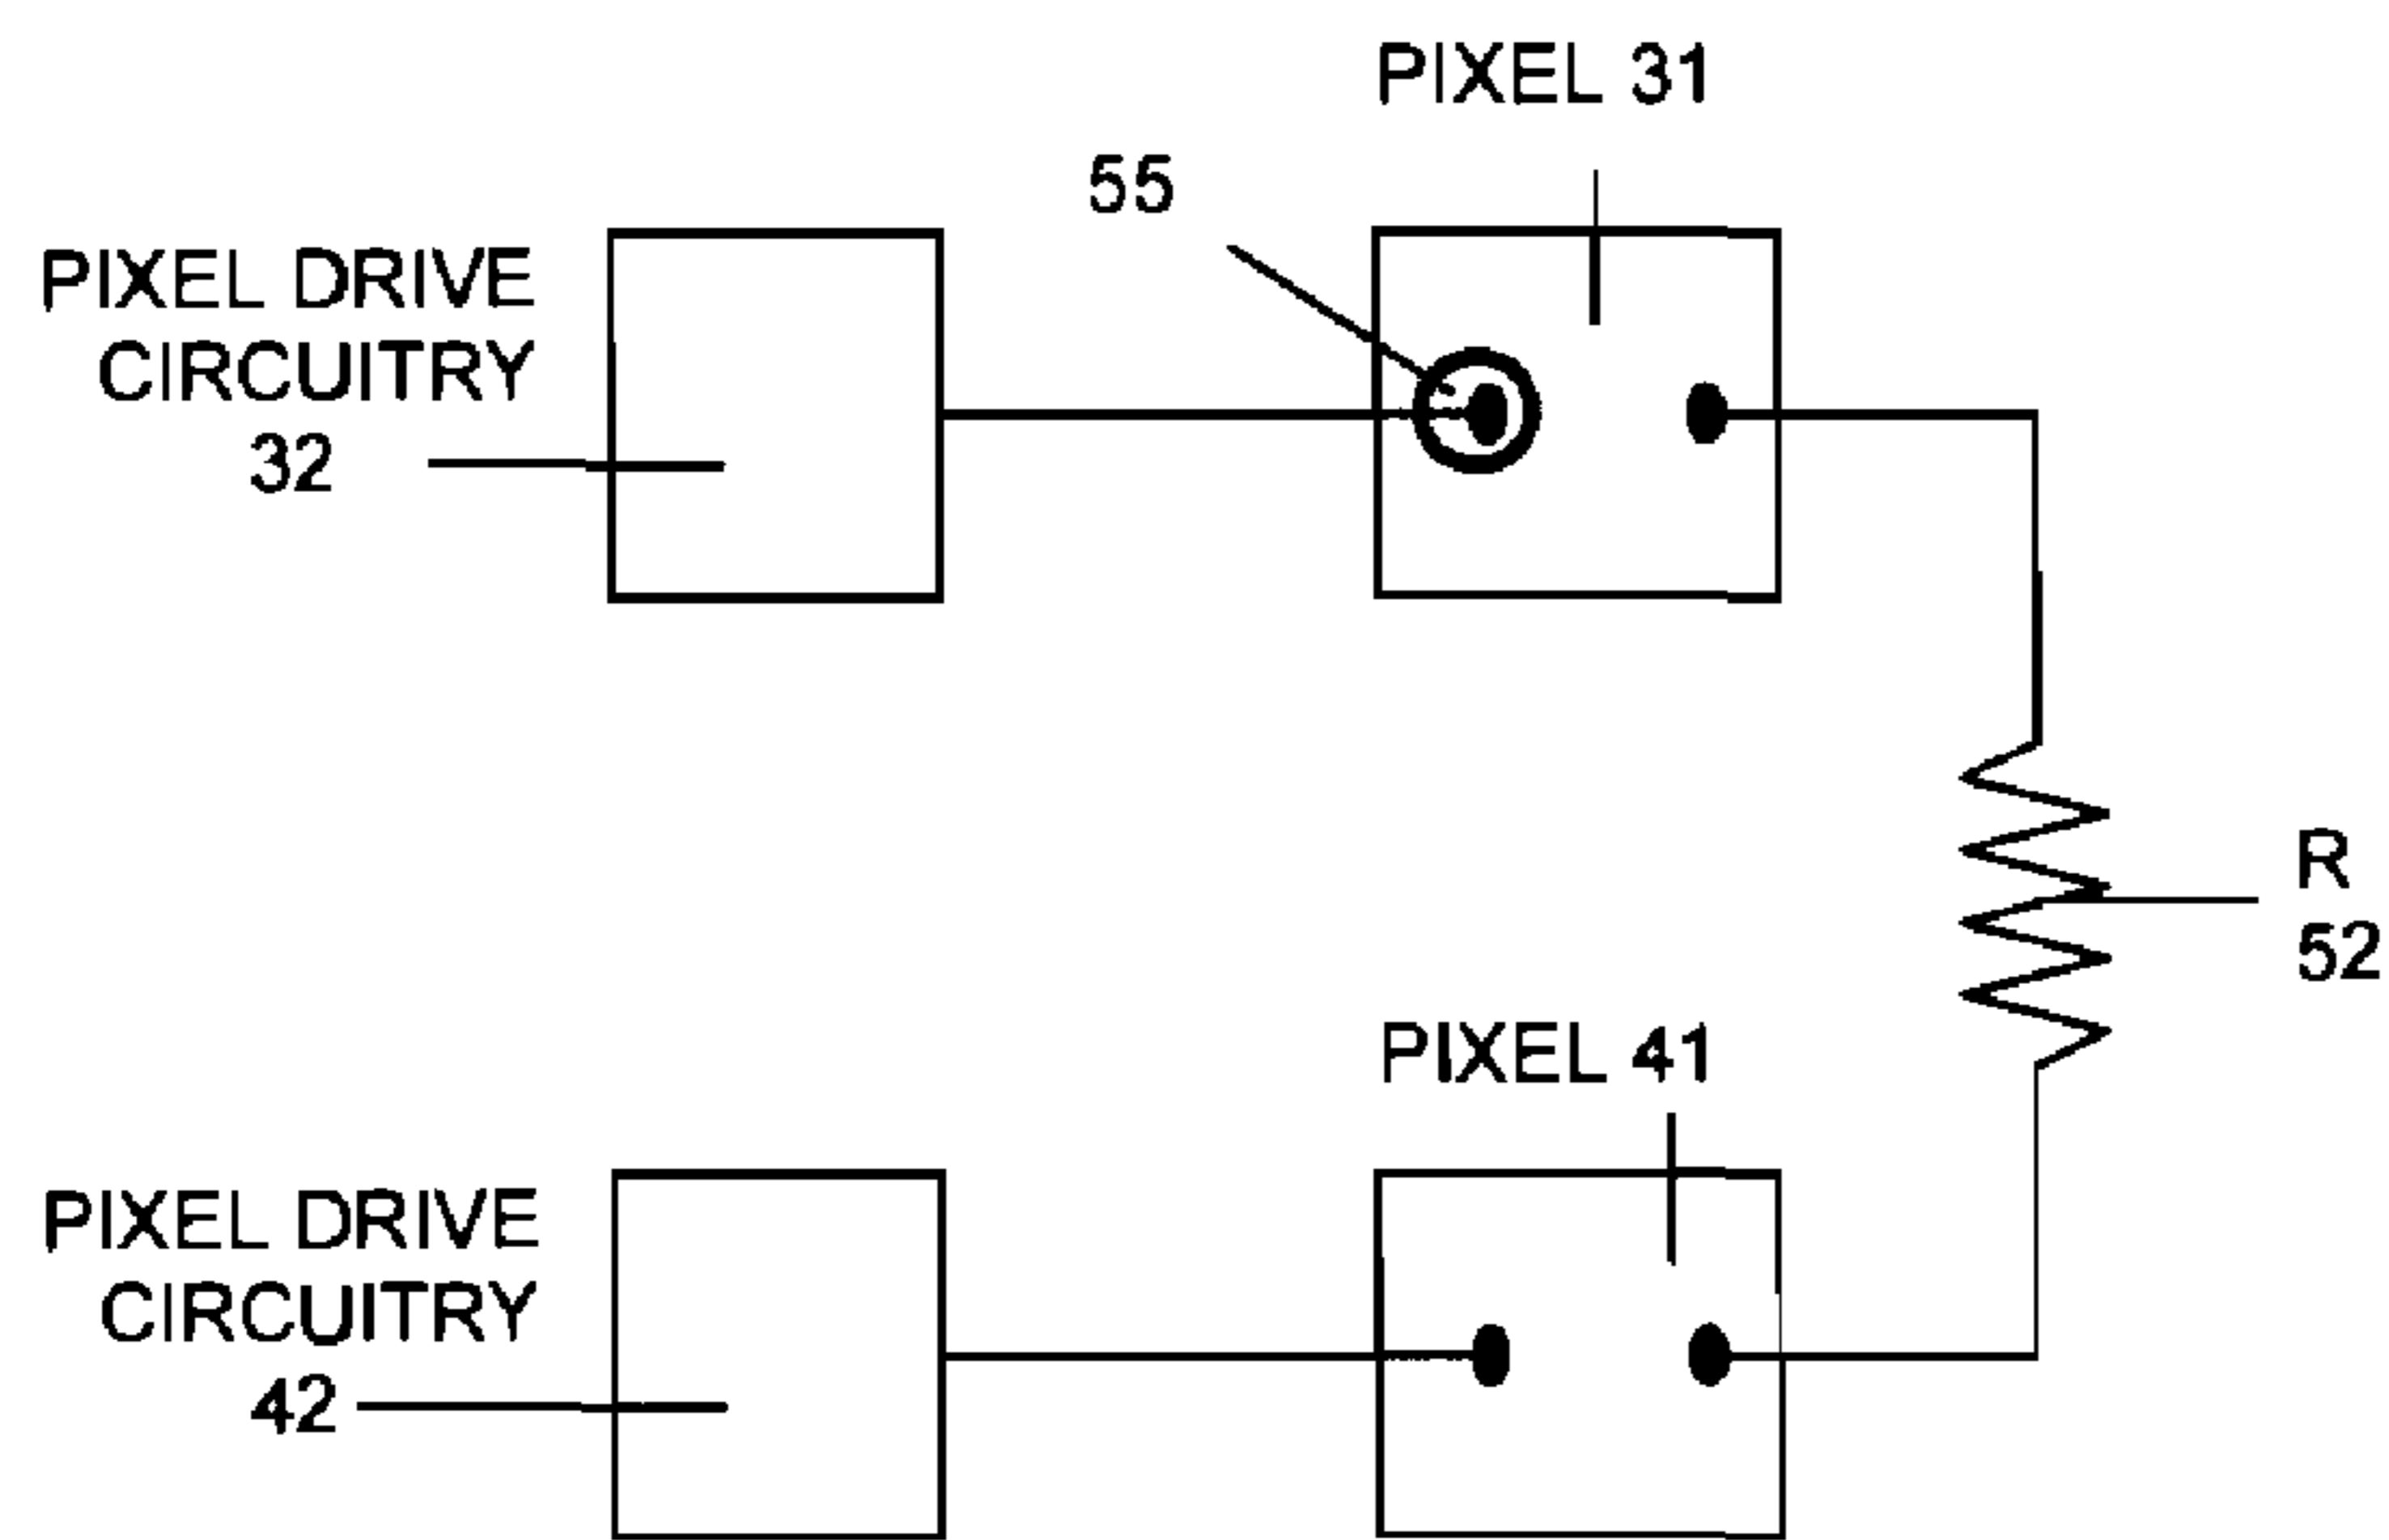 PIXEL 31
55
PIXEL DRIVE
CIRCUITRY
32
R
52
PIXEL 41
PIXEL DRIVE
CIRCUITRY
42